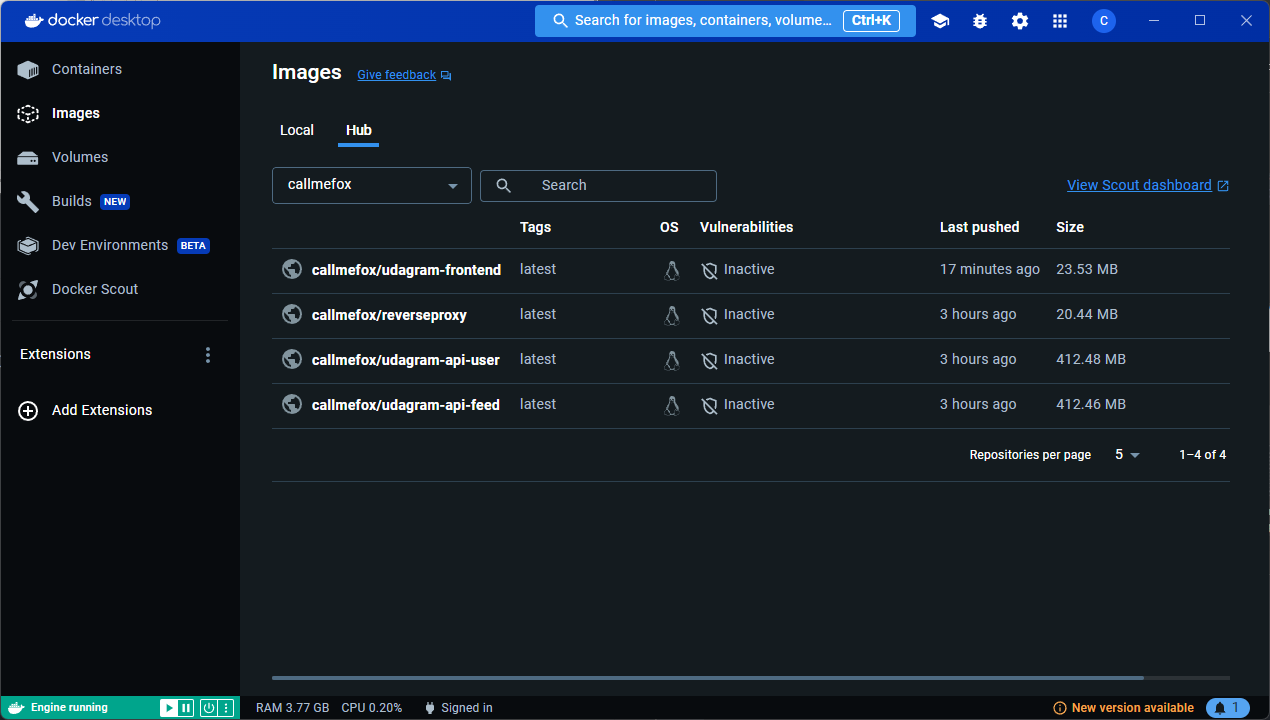 docker desktop
Search for images, containers, volume... Ctrl+K
C
Containers
Images
Volumes
Builds NEW
Dev Environments BETA
Docker Scout
Extensions
Add Extensions
Images Give feedback
Local Hub
callmefox Search View Scout dashboard
Tags OS Vulnerabilities Last pushed Size
callmefox/udagram-frontend latest Inactive 17 minutes ago 23.53 MB
callmefox/reverseproxy latest Inactive 3 hours ago 20.44 MB
callmefox/udagram-api-user latest Inactive 3 hours ago 412.48 MB
callmefox/udagram-api-feed latest Inactive 3 hours ago 412.46 MB
Repositories per page 5 1–4 of 4
Engine running RAM 3.77 GB CPU 0.20% Signed in New version available 1